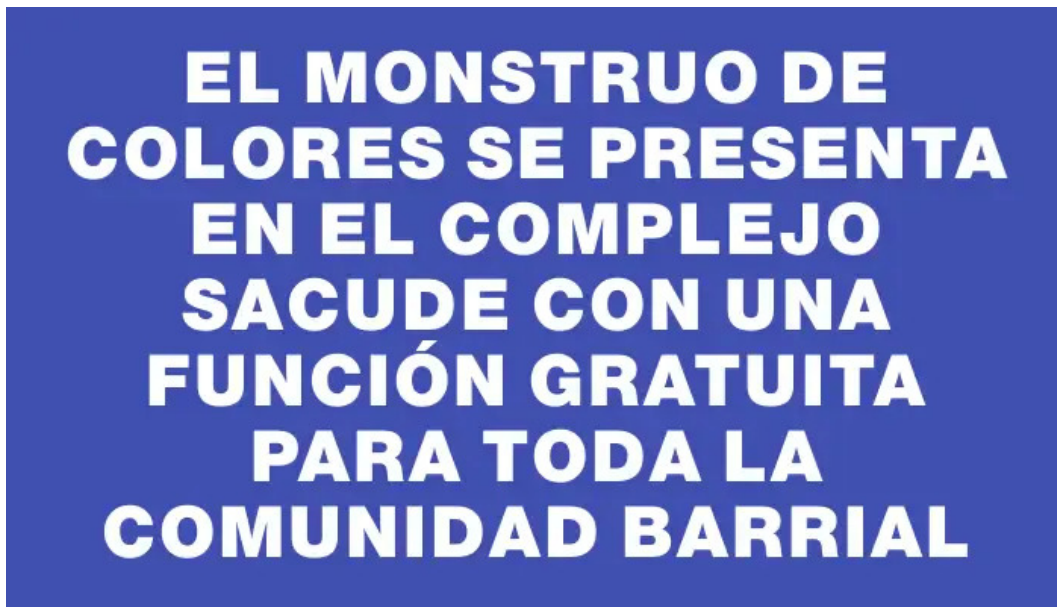 EL MONSTRUO DE
COLORES SE PRESENTA
EN EL COMPLEJO
SACUDE CON UNA
FUNCIÓN GRATUITA
PARA TODA LA
COMUNIDAD BARRIAL